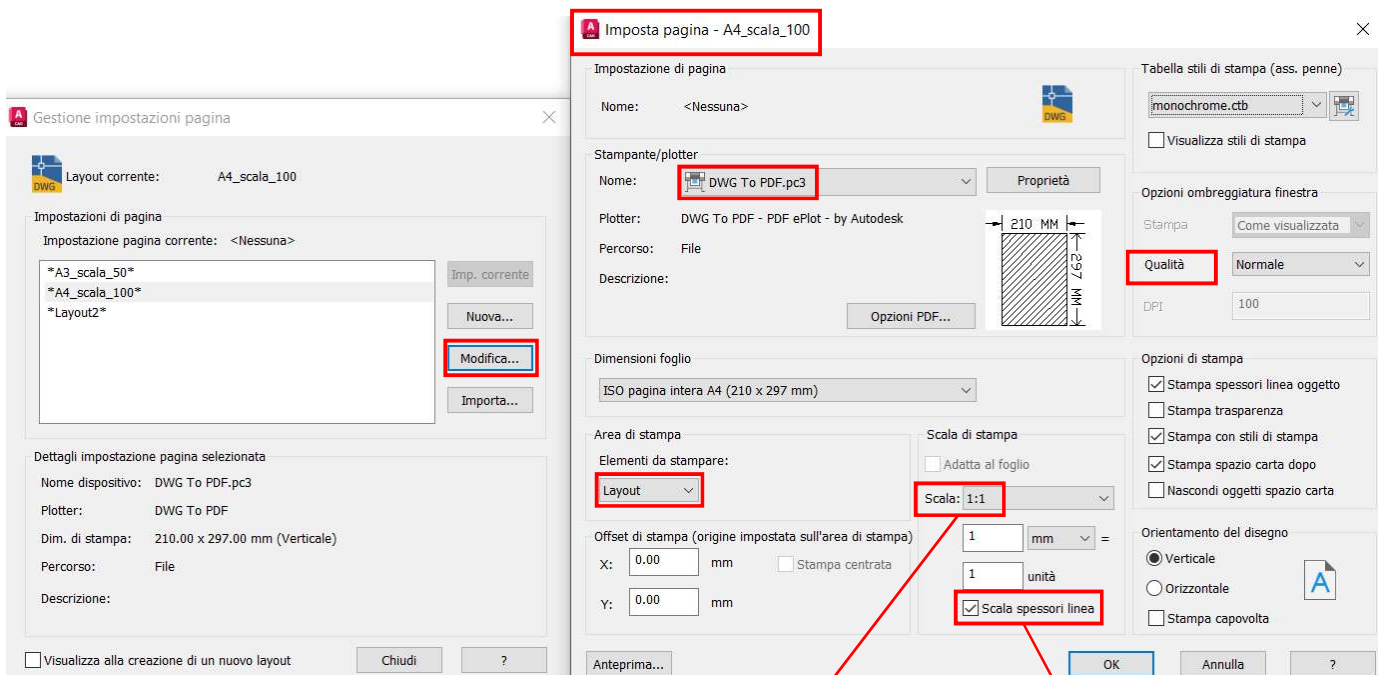 Gestione impostazioni pagina
DWG
Layout corrente: A4_scala_100
Impostazioni di pagina
Impostazione pagina corrente: <Nessuna>
*A3_scala_50*
*A4_scala_100*
*Layout2*
Imp. corrente
Nuova...
Modifica...
Importa...
Dettagli impostazione pagina selezionata
Nome dispositivo: DWG To PDF.pc3
Plotter: DWG To PDF
Dim. di stampa: 210.00 x 297.00 mm (Verticale)
Percorso: File
Descrizione:
Visualizza alla creazione di un nuovo layout
Chiudi
?
Imposta pagina - A4_scala_100
Impostazione di pagina
Nome: <Nessuna>
DWG
Stampante/plotter
Nome: DWG To PDF.pc3
Proprietà
Plotter: DWG To PDF - PDF ePlot - by Autodesk
Percorso: File
Descrizione:
210 MM
297 MM
Opzioni PDF...
Dimensioni foglio
ISO pagina intera A4 (210 x 297 mm)
Area di stampa
Elementi da stampare:
Layout
Offset di stampa (origine impostata sull'area di stampa)
X: 0.00 mm
Stampa centrata
Y: 0.00 mm
Scala di stampa
Adatta al foglio
Scala: 1:1
1 mm =
1 unità
Scala spessori linea
Tabella stili di stampa (ass. penne)
monochrome.ctb
Visualizza stili di stampa
Opzioni ombreggiatura finestra
Stampa Come visualizzata
Qualità Normale
DPI 100
Opzioni di stampa
Stampa spessori linea oggetto
Stampa trasparenza
Stampa con stili di stampa
Stampa spazio carta dopo
Nascondi oggetti spazio carta
Orientamento del disegno
Verticale
Orizzontale
Stampa capovolta
A
Anteprima...
OK
Annulla
?